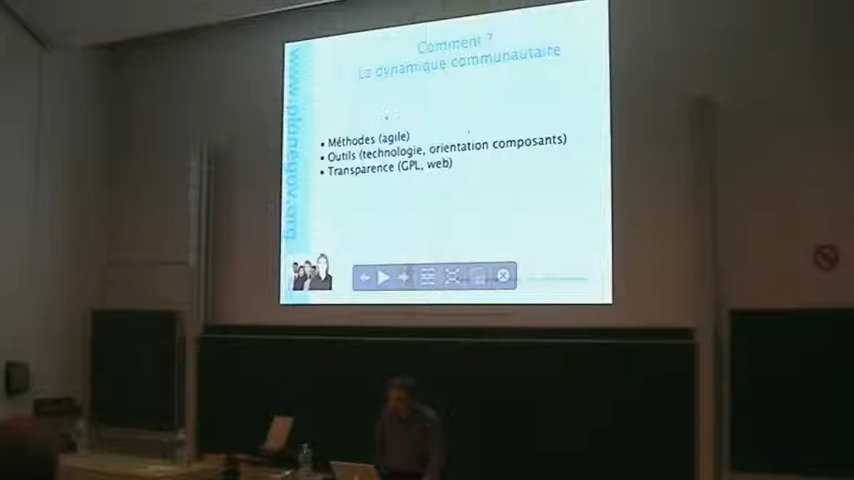 Comment ?
La dynamique communautaire
• Méthodes (agile)
• Outils (technologie, orientation composants)
• Transparence (GPL, web)
www.plonegov.org